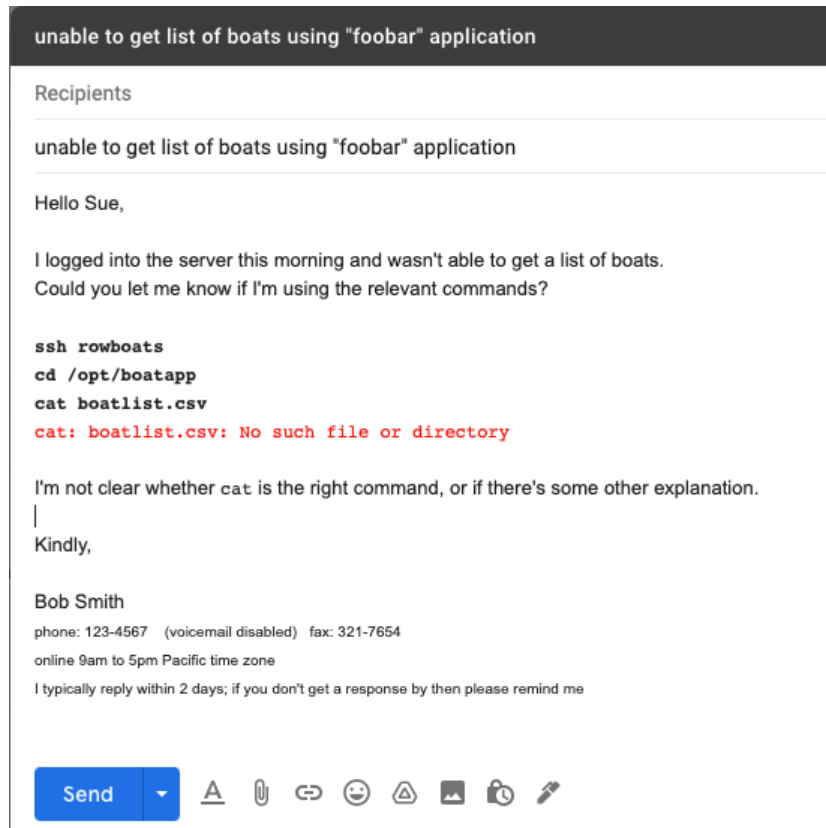 unable to get list of boats using "foobar" application
Recipients
unable to get list of boats using "foobar" application
Hello Sue,
I logged into the server this morning and wasn't able to get a list of boats.
Could you let me know if I'm using the relevant commands?
ssh rowboats
cd /opt/boatapp
cat boatlist.csv
cat: boatlist.csv: No such file or directory
I'm not clear whether cat is the right command, or if there's some other explanation.
Kindly,
Bob Smith
phone: 123-4567 (voicemail disabled) fax: 321-7654
online 9am to 5pm Pacific time zone
I typically reply within 2 days; if you don't get a response by then please remind me
Send